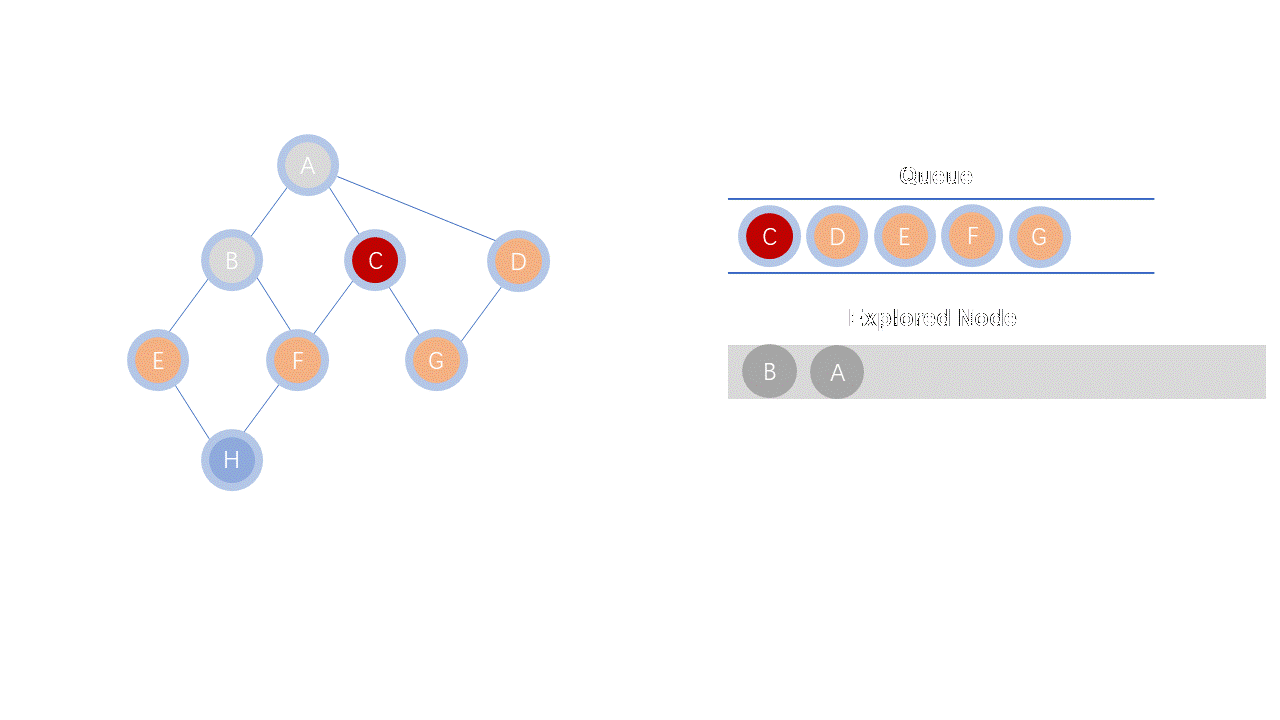 A
B C D
E F G
H
Queue
C D E F G
Explored Node
B A